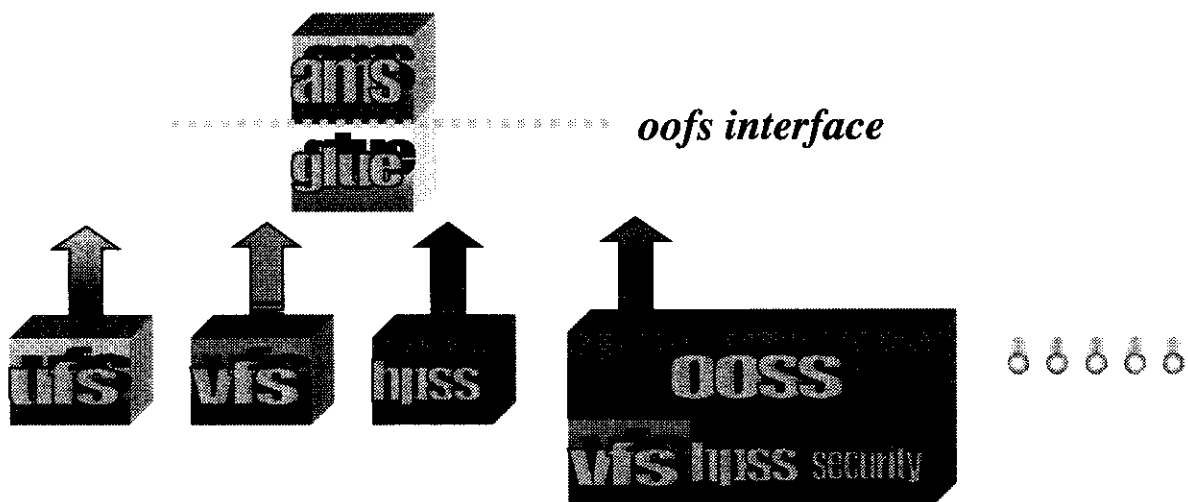 ams
oofs interface
glue
ufs
vfs
hpss
ooss
vfs hpss security